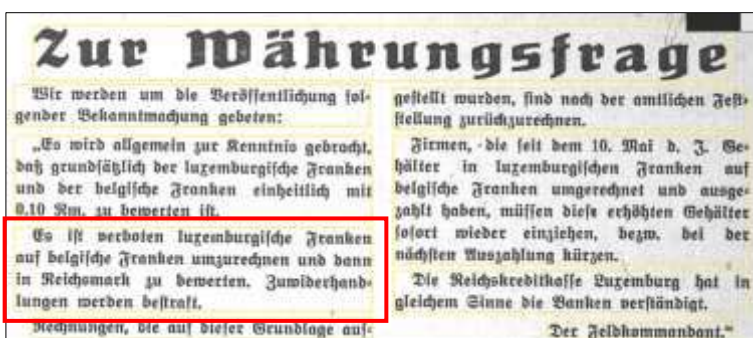 Zur Währungsfrage
Wir werden um die Veröffentlichung fol-
gender Bekanntmachung gebeten:
„Es wird allgemein zur Kenntnis gebracht,
daß grundsätzlich der luxemburgische Franken
und der belgische Franken einheitlich mit
0.10 Rm. zu bewerten ist.
Es ist verboten luxemburgische Franken
auf belgische Franken umzurechnen und dann
in Reichsmark zu bewerten. Zuwiderhand-
lungen werden bestraft.
Rechnungen, die auf dieser Grundlage auf-
gestellt wurden, sind nach der amtlichen Fest-
stellung zurückzurechnen.
Firmen, die seit dem 10. Mai d. J. Ge-
hälter in luxemburgischen Franken auf
belgische Franken umgerechnet und ausge-
zahlt haben, müssen diese erhöhten Gehälter
sofort wieder einziehen, bezw. bei der
nächsten Auszahlung kürzen.
Die Reichskreditkasse Luxemburg hat in
gleichem Sinne die Banken verständigt.
Der Feldkommandant.“